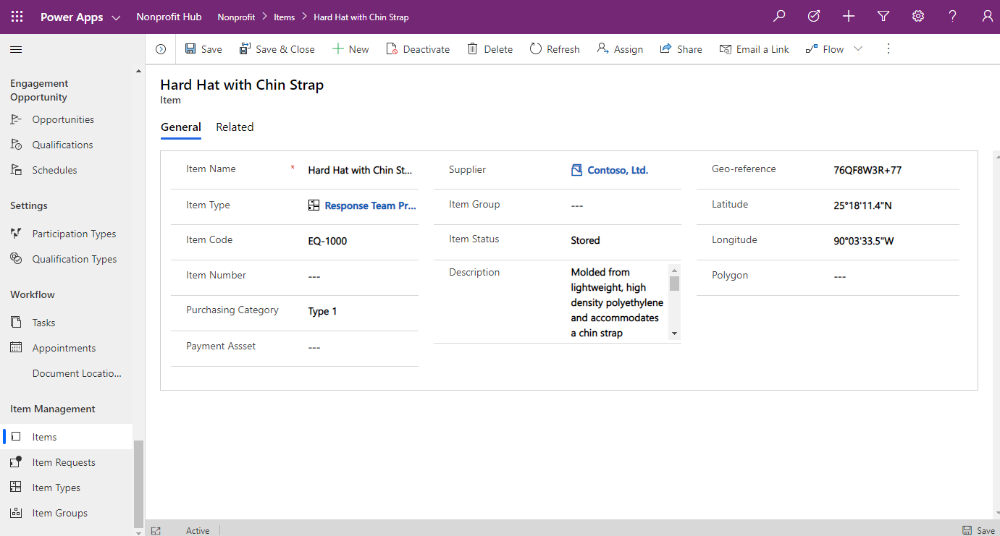 Power Apps Nonprofit Hub Nonprofit > Items > Hard Hat with Chin Strap
Save Save & Close New Deactivate Delete Refresh Assign Share Email a Link Flow
Engagement
Opportunity
Opportunities
Qualifications
Schedules
Settings
Participation Types
Qualification Types
Workflow
Tasks
Appointments
Document Locatio...
Item Management
Items
Item Requests
Item Types
Item Groups
Hard Hat with Chin Strap
Item
General Related
Item Name * Hard Hat with Chin St...
Item Type Response Team Pr...
Item Code EQ-1000
Item Number ---
Purchasing Category Type 1
Payment Assset ---
Supplier Contoso, Ltd.
Item Group ---
Item Status Stored
Description Molded from
lightweight, high
density polyethylene
and accommodates
a chin strap
Geo-reference 76QF8W3R+77
Latitude 25°18'11.4"N
Longitude 90°03'33.5"W
Polygon ---
Active Save